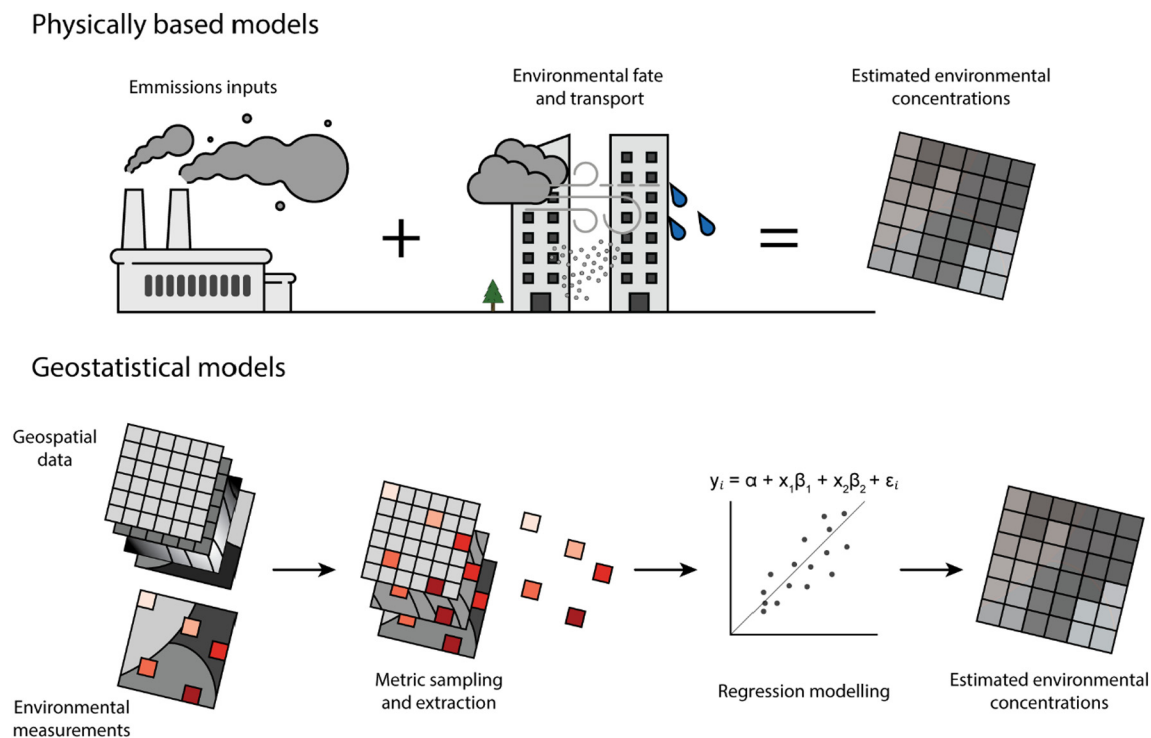 Physically based models
Emmissions inputs
Environmental fate
and transport
Estimated environmental
concentrations
+
=
Geostatistical models
Geospatial
data
Environmental
measurements
Metric sampling
and extraction
yᵢ = α + x₁β₁ + x₂β₂ + εᵢ
Regression modelling
Estimated environmental
concentrations